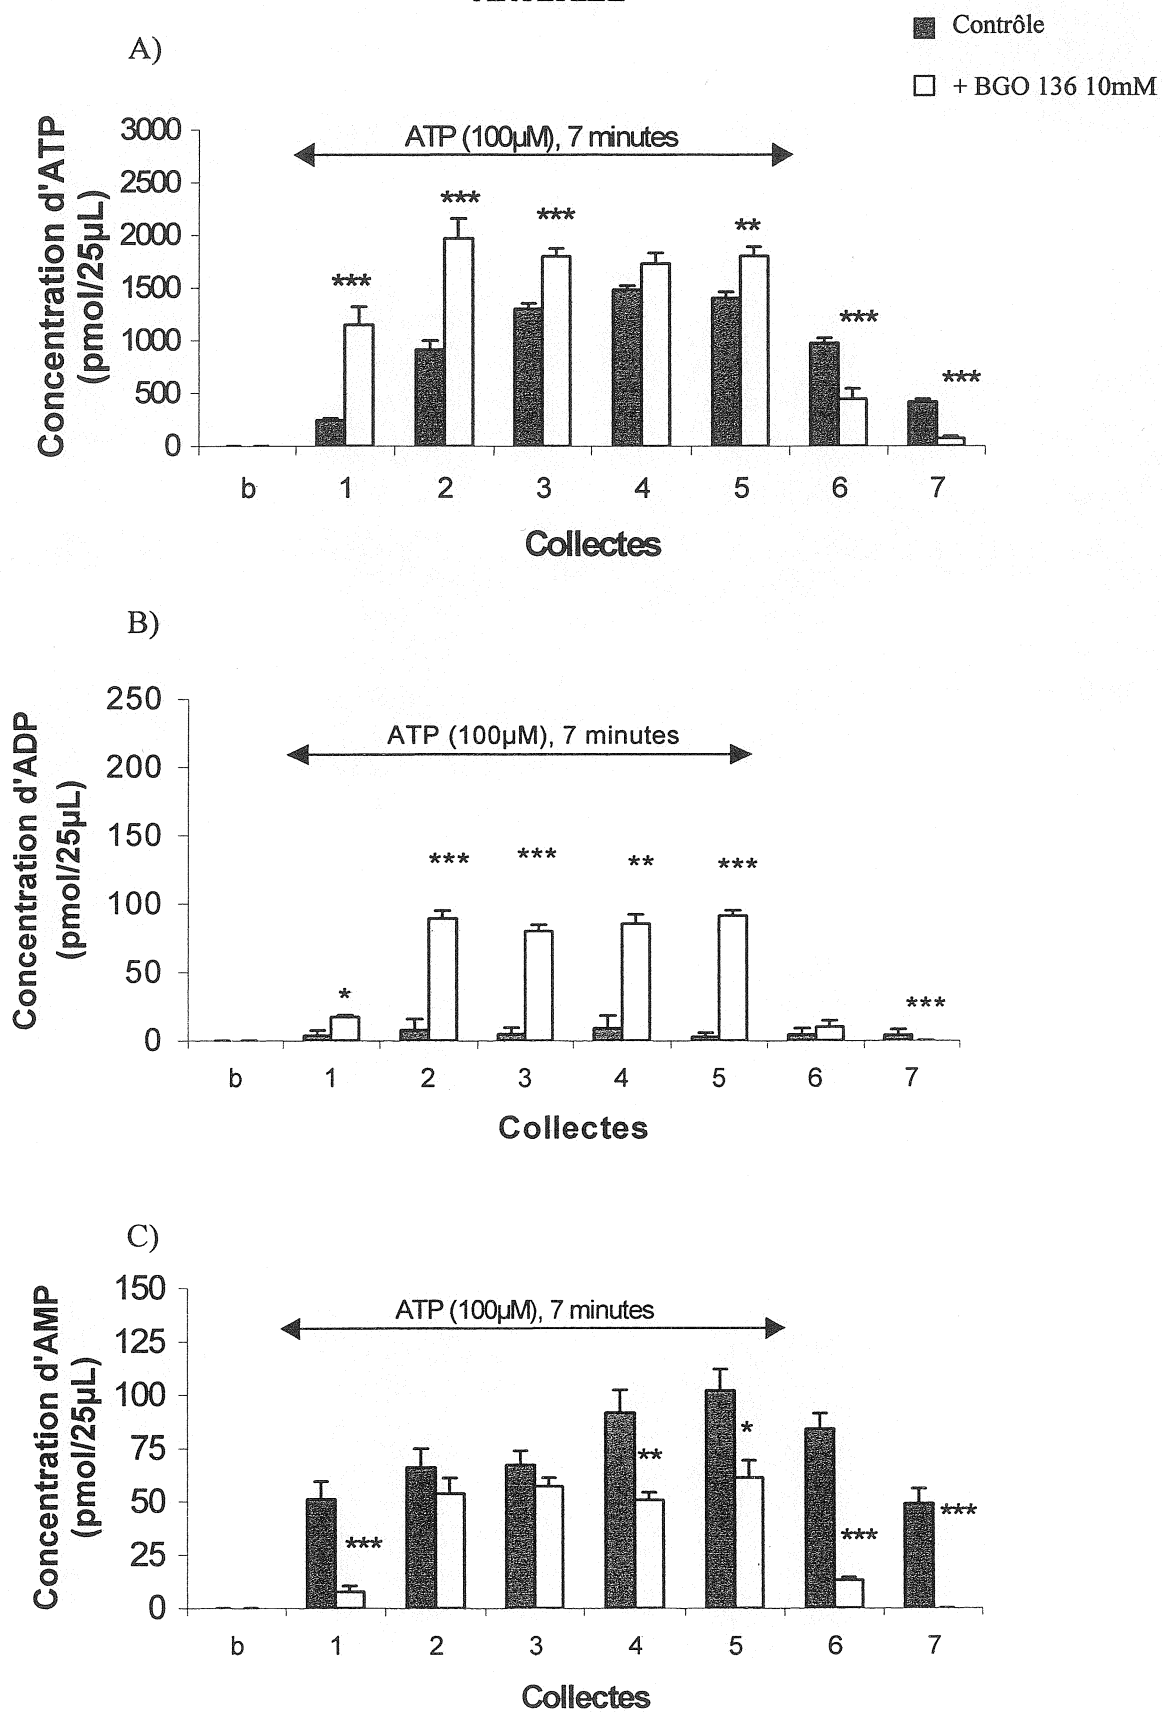 Contrôle
+ BGO 136 10mM
A)
Concentration d'ATP
(pmol/25µL)
3000
2500
2000
1500
1000
500
0
ATP (100µM), 7 minutes
***
***
***
**
***
***
b 1 2 3 4 5 6 7
Collectes
B)
Concentration d'ADP
(pmol/25µL)
250
200
150
100
50
0
ATP (100µM), 7 minutes
*
***
***
**
***
***
b 1 2 3 4 5 6 7
Collectes
C)
Concentration d'AMP
(pmol/25µL)
150
125
100
75
50
25
0
ATP (100µM), 7 minutes
***
**
*
***
***
b 1 2 3 4 5 6 7
Collectes